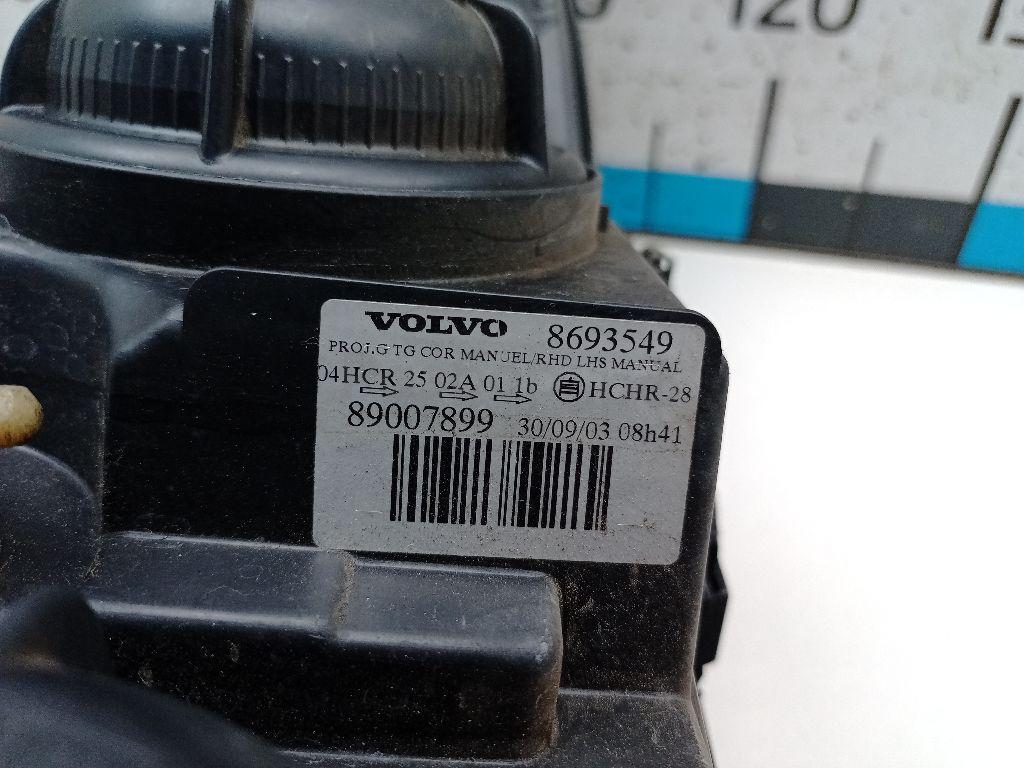 120
VOLVO 8693549
PROJ.G TG COR MANUEL/RHD LHS MANUAL
04HCR 25 02A 01 1b 自 HCHR-28
89007899 30/09/03 08h41